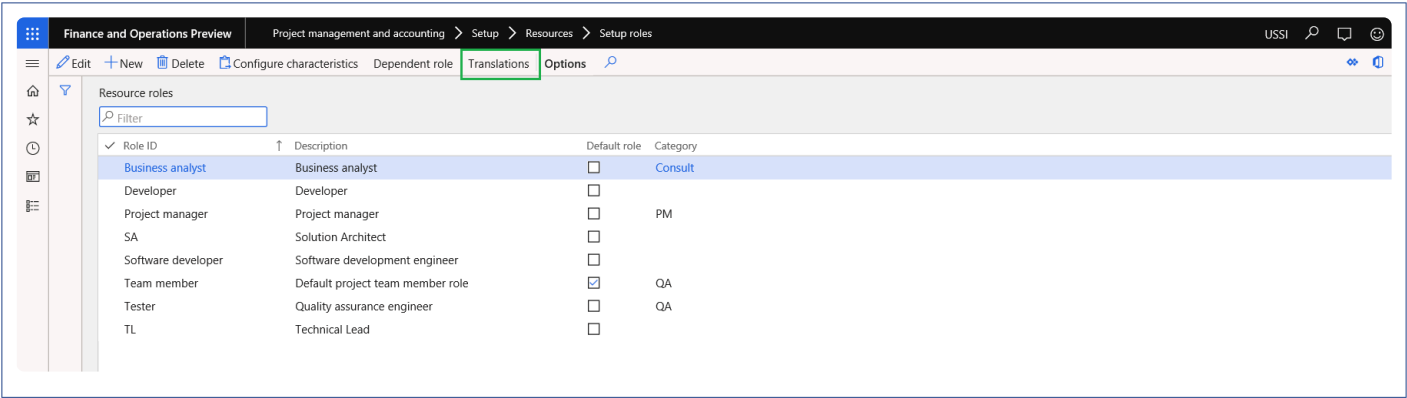 Finance and Operations Preview Project management and accounting Setup Resources Setup roles USSI
Edit New Delete Configure characteristics Dependent role Translations Options
Resource roles
Filter
Role ID Description Default role Category
Business analyst Business analyst Consult
Developer Developer
Project manager Project manager PM
SA Solution Architect
Software developer Software development engineer
Team member Default project team member role QA
Tester Quality assurance engineer QA
TL Technical Lead